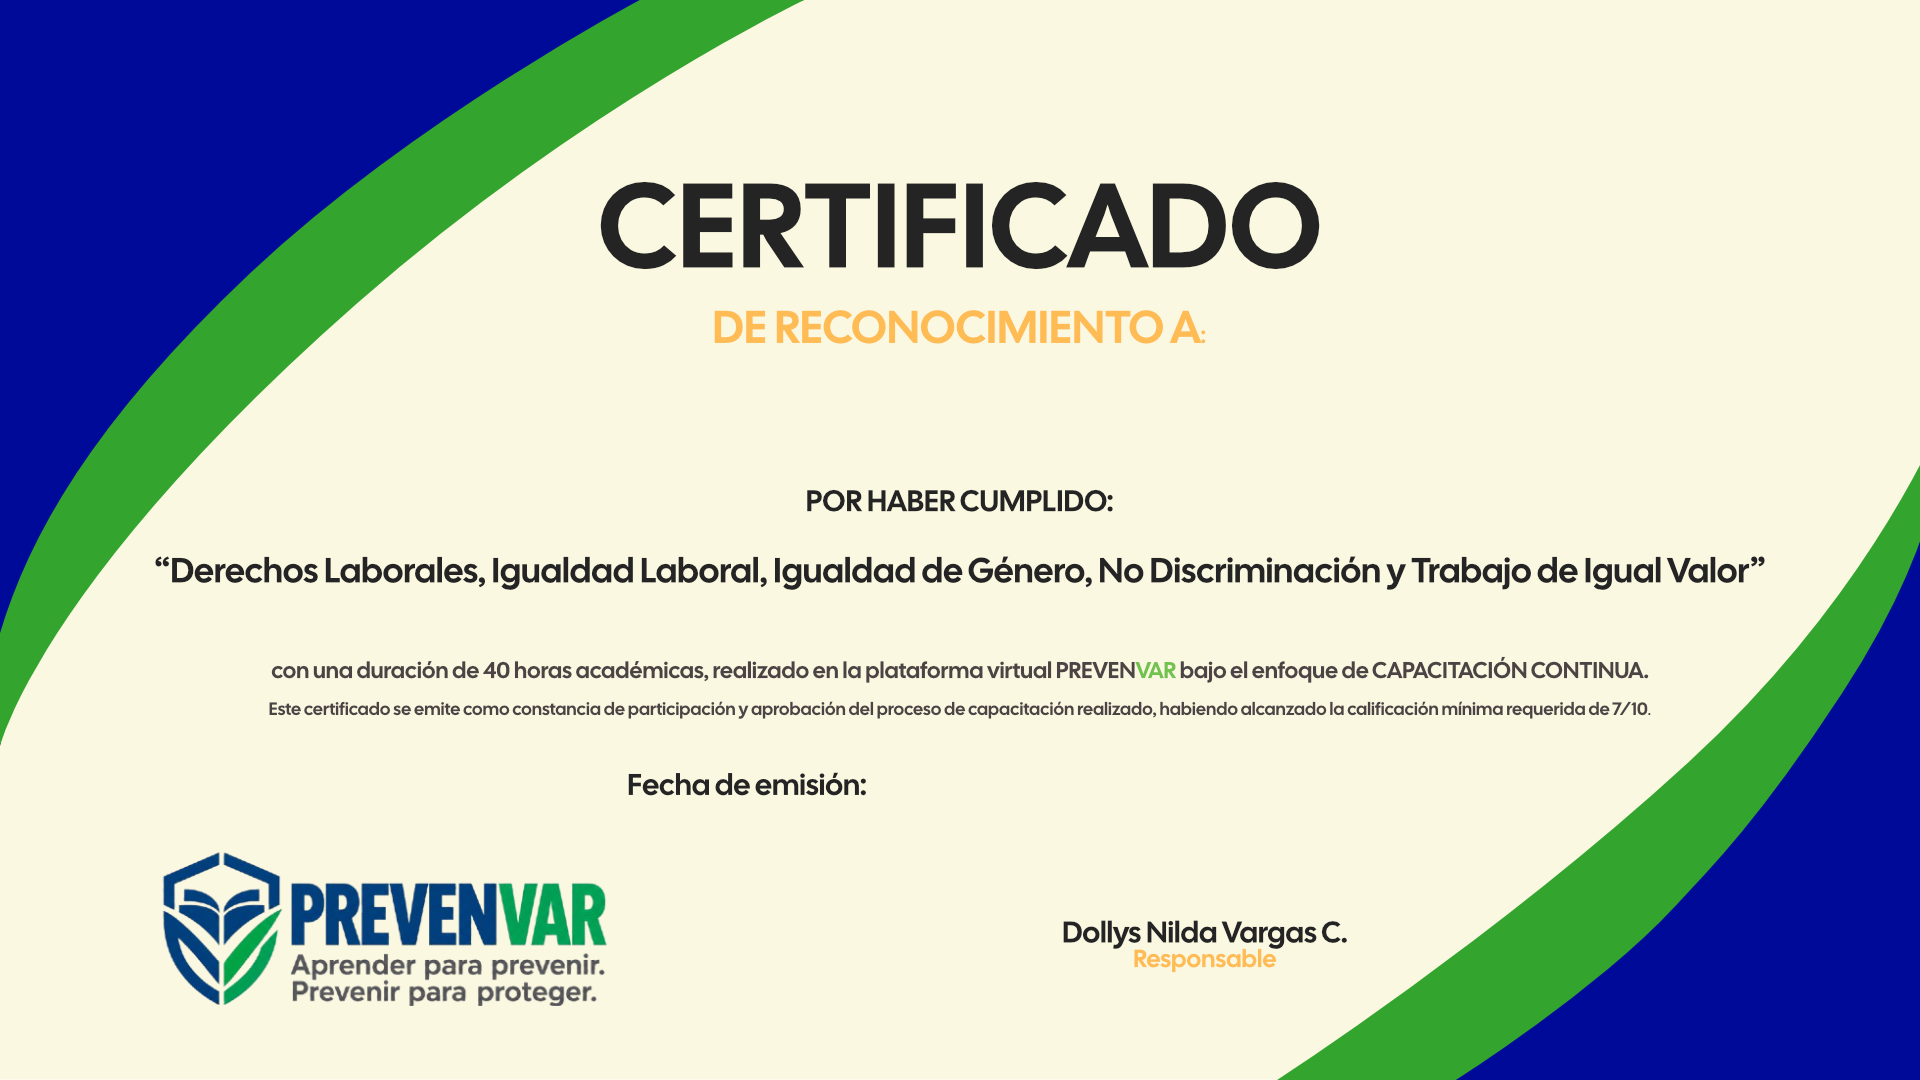 CERTIFICADO
DE RECONOCIMIENTO A:
POR HABER CUMPLIDO:
“Derechos Laborales, Igualdad Laboral, Igualdad de Género, No Discriminación y Trabajo de Igual Valor”
con una duración de 40 horas académicas, realizado en la plataforma virtual PREVENVAR bajo el enfoque de CAPACITACIÓN CONTINUA.
Este certificado se emite como constancia de participación y aprobación del proceso de capacitación realizado, habiendo alcanzado la calificación mínima requerida de 7/10.
Fecha de emisión:
PREVENVAR
Aprender para prevenir.
Prevenir para proteger.
Dollys Nilda Vargas C.
Responsable